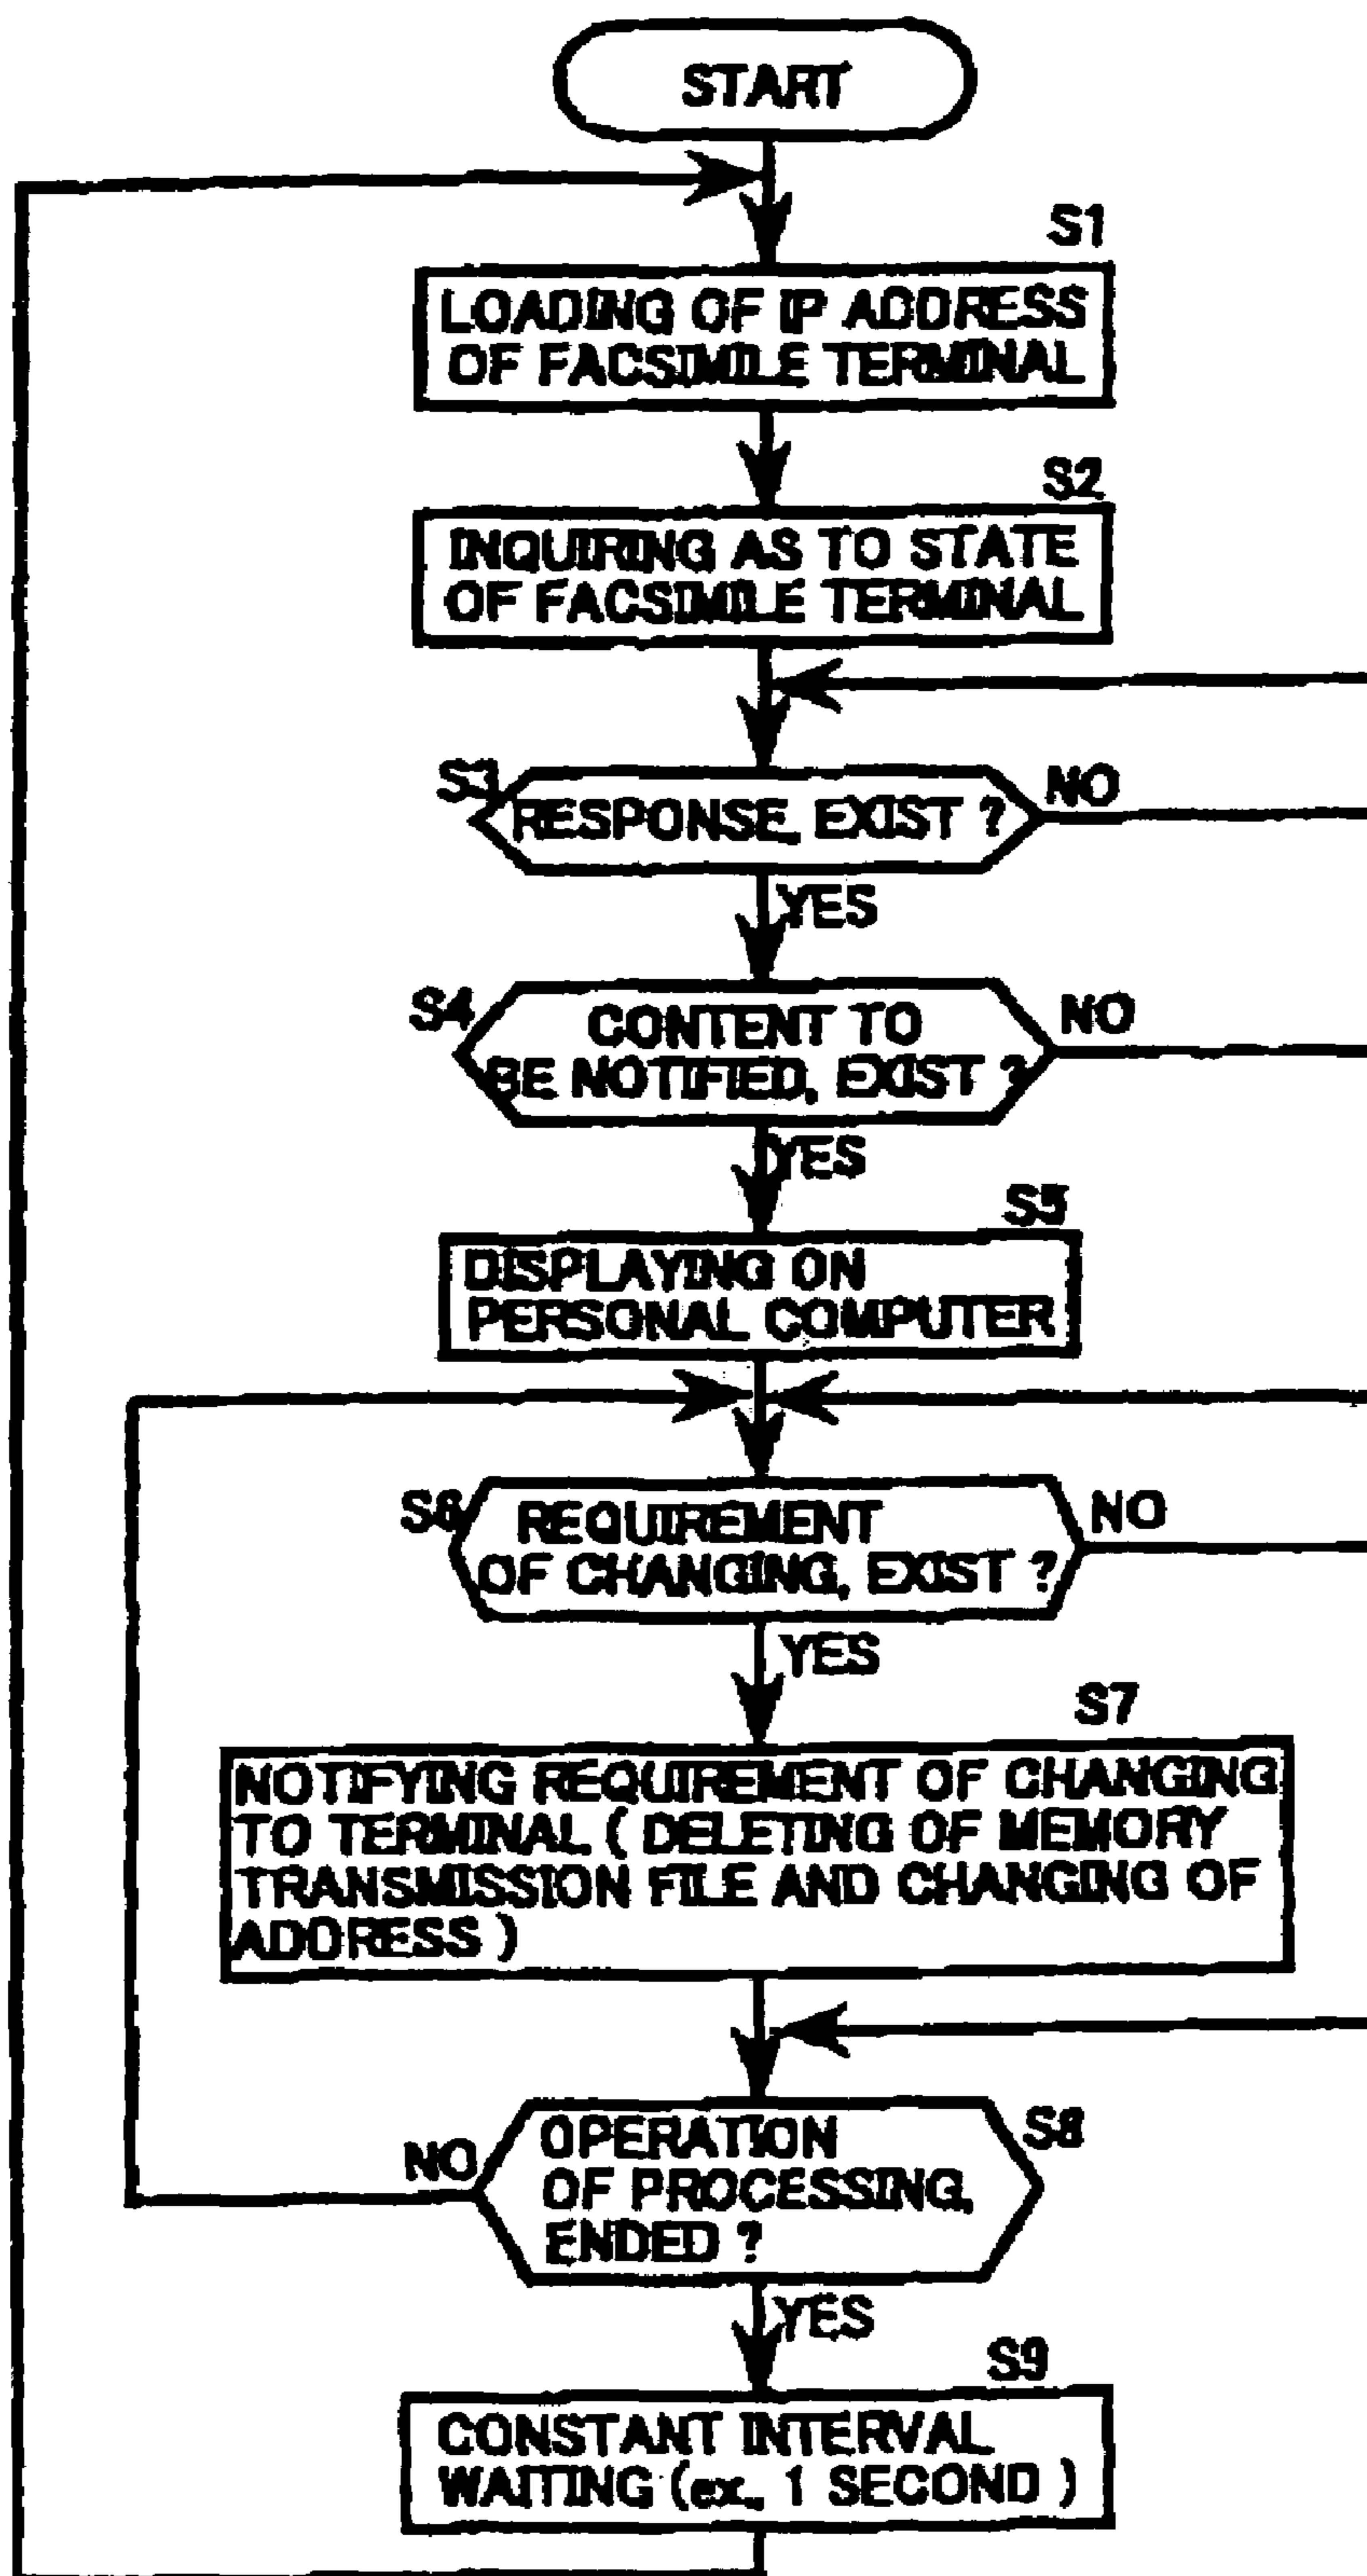 START
S1
LOADING OF IP ADDRESS
OF FACSIMILE TERMINAL
S2
INQUIRING AS TO STATE
OF FACSIMILE TERMINAL
S3
RESPONSE, EXIST ?
NO
YES
S4
CONTENT TO
BE NOTIFIED, EXIST ?
NO
YES
S5
DISPLAYING ON
PERSONAL COMPUTER
S6
REQUIREMENT
OF CHANGING, EXIST ?
NO
YES
S7
NOTIFYING REQUIREMENT OF CHANGING
TO TERMINAL ( DELETING OF MEMORY
TRANSMISSION FILE AND CHANGING OF
ADDRESS )
S8
OPERATION
OF PROCESSING,
ENDED ?
NO
YES
S9
CONSTANT INTERVAL
WAITING (ex., 1 SECOND )